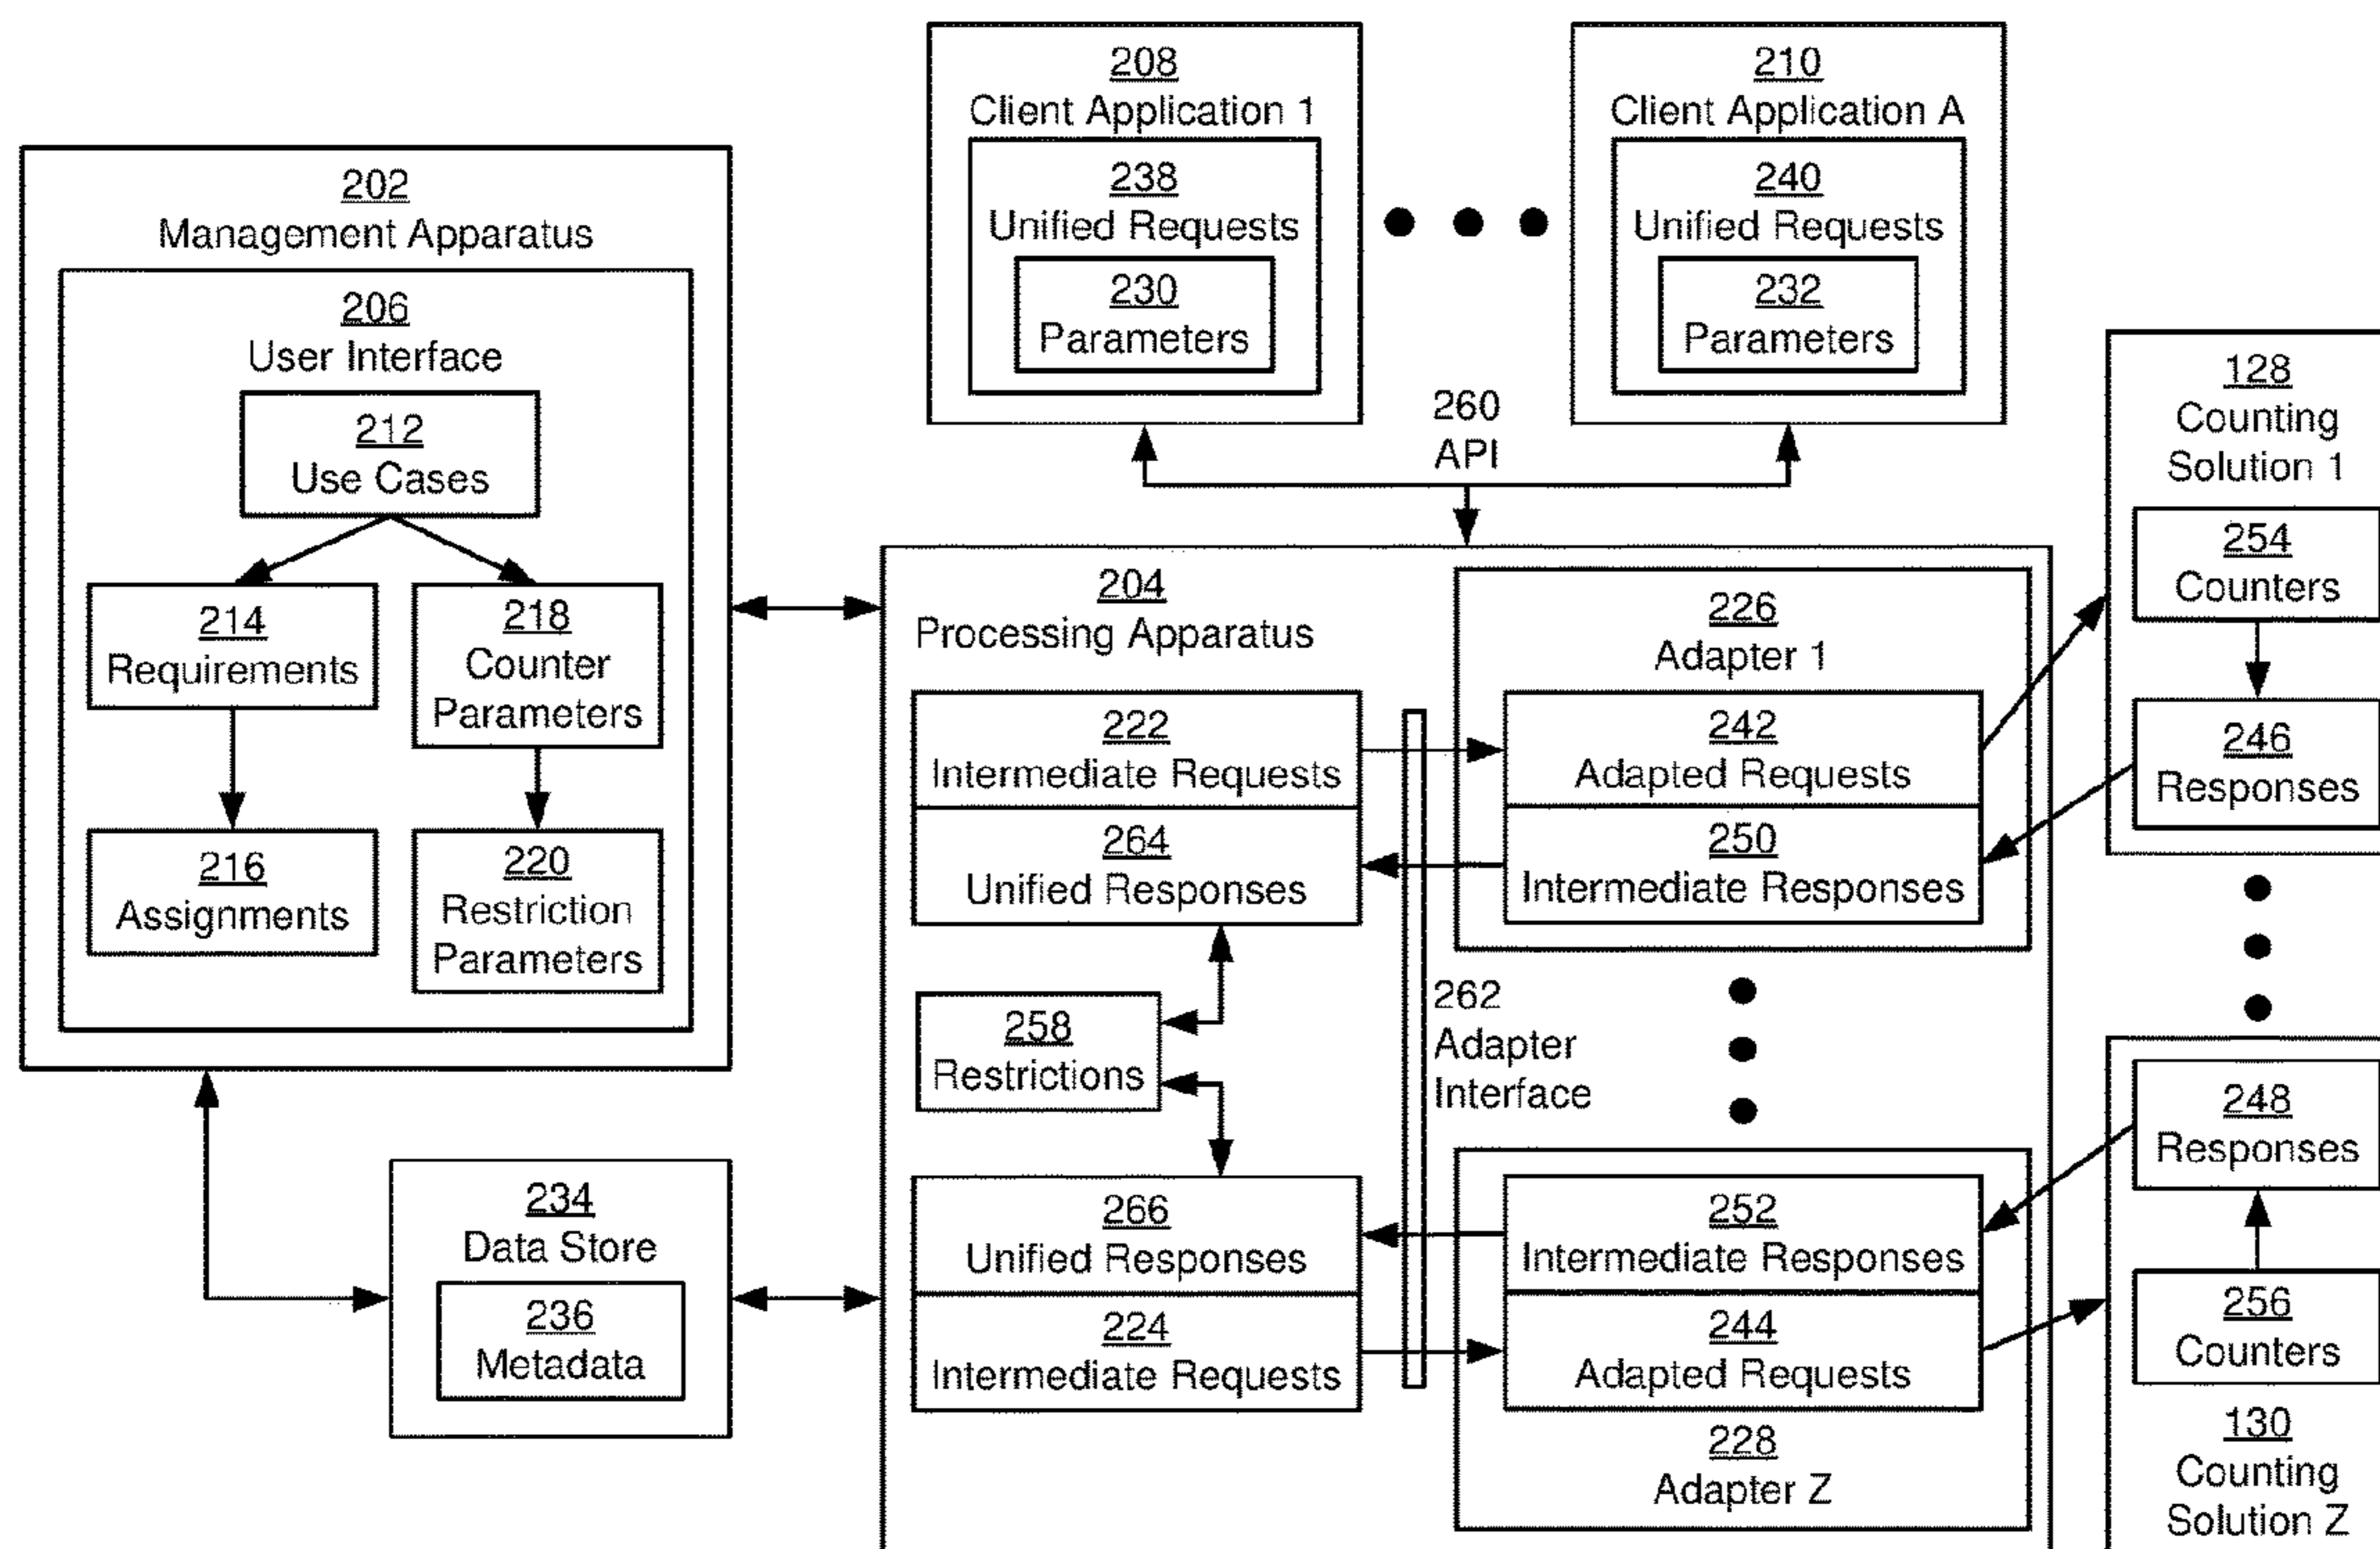 202
Management Apparatus
206
User Interface
212
Use Cases
214
Requirements
218
Counter
Parameters
216
Assignments
220
Restriction
Parameters
234
Data Store
236
Metadata
208
Client Application 1
238
Unified Requests
230
Parameters
210
Client Application A
240
Unified Requests
232
Parameters
260
API
204
Processing Apparatus
222
Intermediate Requests
264
Unified Responses
258
Restrictions
266
Unified Responses
224
Intermediate Requests
262
Adapter
Interface
226
Adapter 1
242
Adapted Requests
250
Intermediate Responses
252
Intermediate Responses
244
Adapted Requests
228
Adapter Z
128
Counting
Solution 1
254
Counters
246
Responses
248
Responses
256
Counters
130
Counting
Solution Z